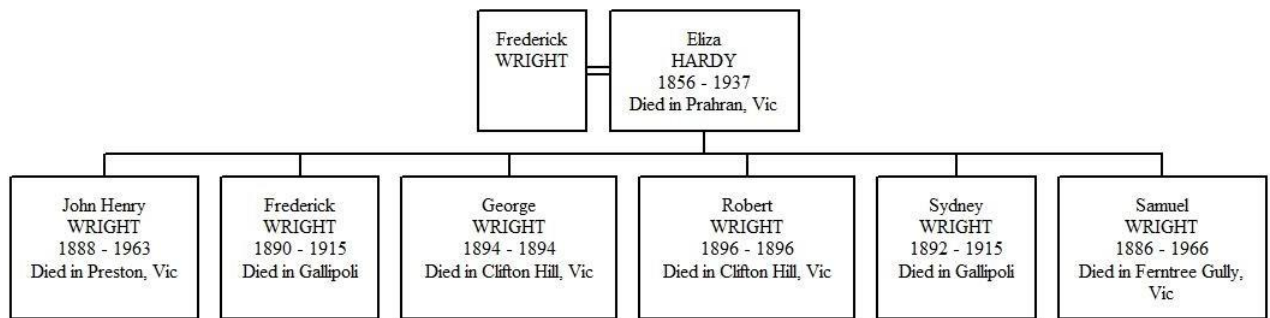 Frederick
WRIGHT
Eliza
HARDY
1856 - 1937
Died in Prahran, Vic
John Henry
WRIGHT
1888 - 1963
Died in Preston, Vic
Frederick
WRIGHT
1890 - 1915
Died in Gallipoli
George
WRIGHT
1894 - 1894
Died in Clifton Hill, Vic
Robert
WRIGHT
1896 - 1896
Died in Clifton Hill, Vic
Sydney
WRIGHT
1892 - 1915
Died in Gallipoli
Samuel
WRIGHT
1886 - 1966
Died in Ferntree Gully,
Vic